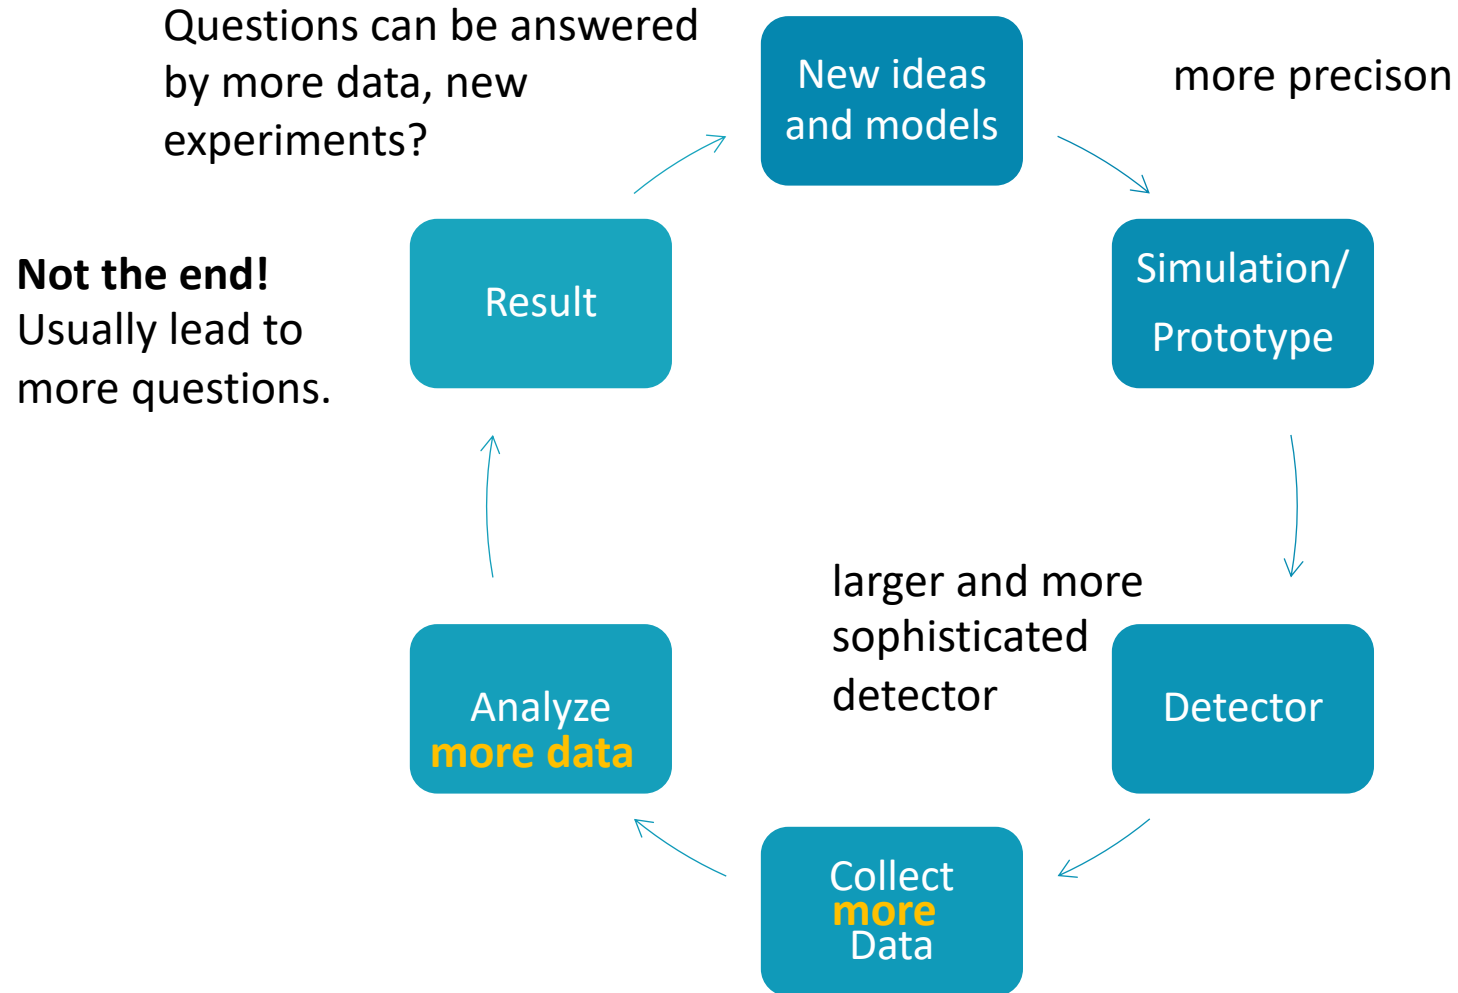 Questions can be answered
by more data, new
experiments?
New ideas
and models
more precison
Simulation/
Prototype
Not the end!
Usually lead to
more questions.
Result
larger and more
sophisticated
detector
Detector
Analyze
more data
Collect
more
Data